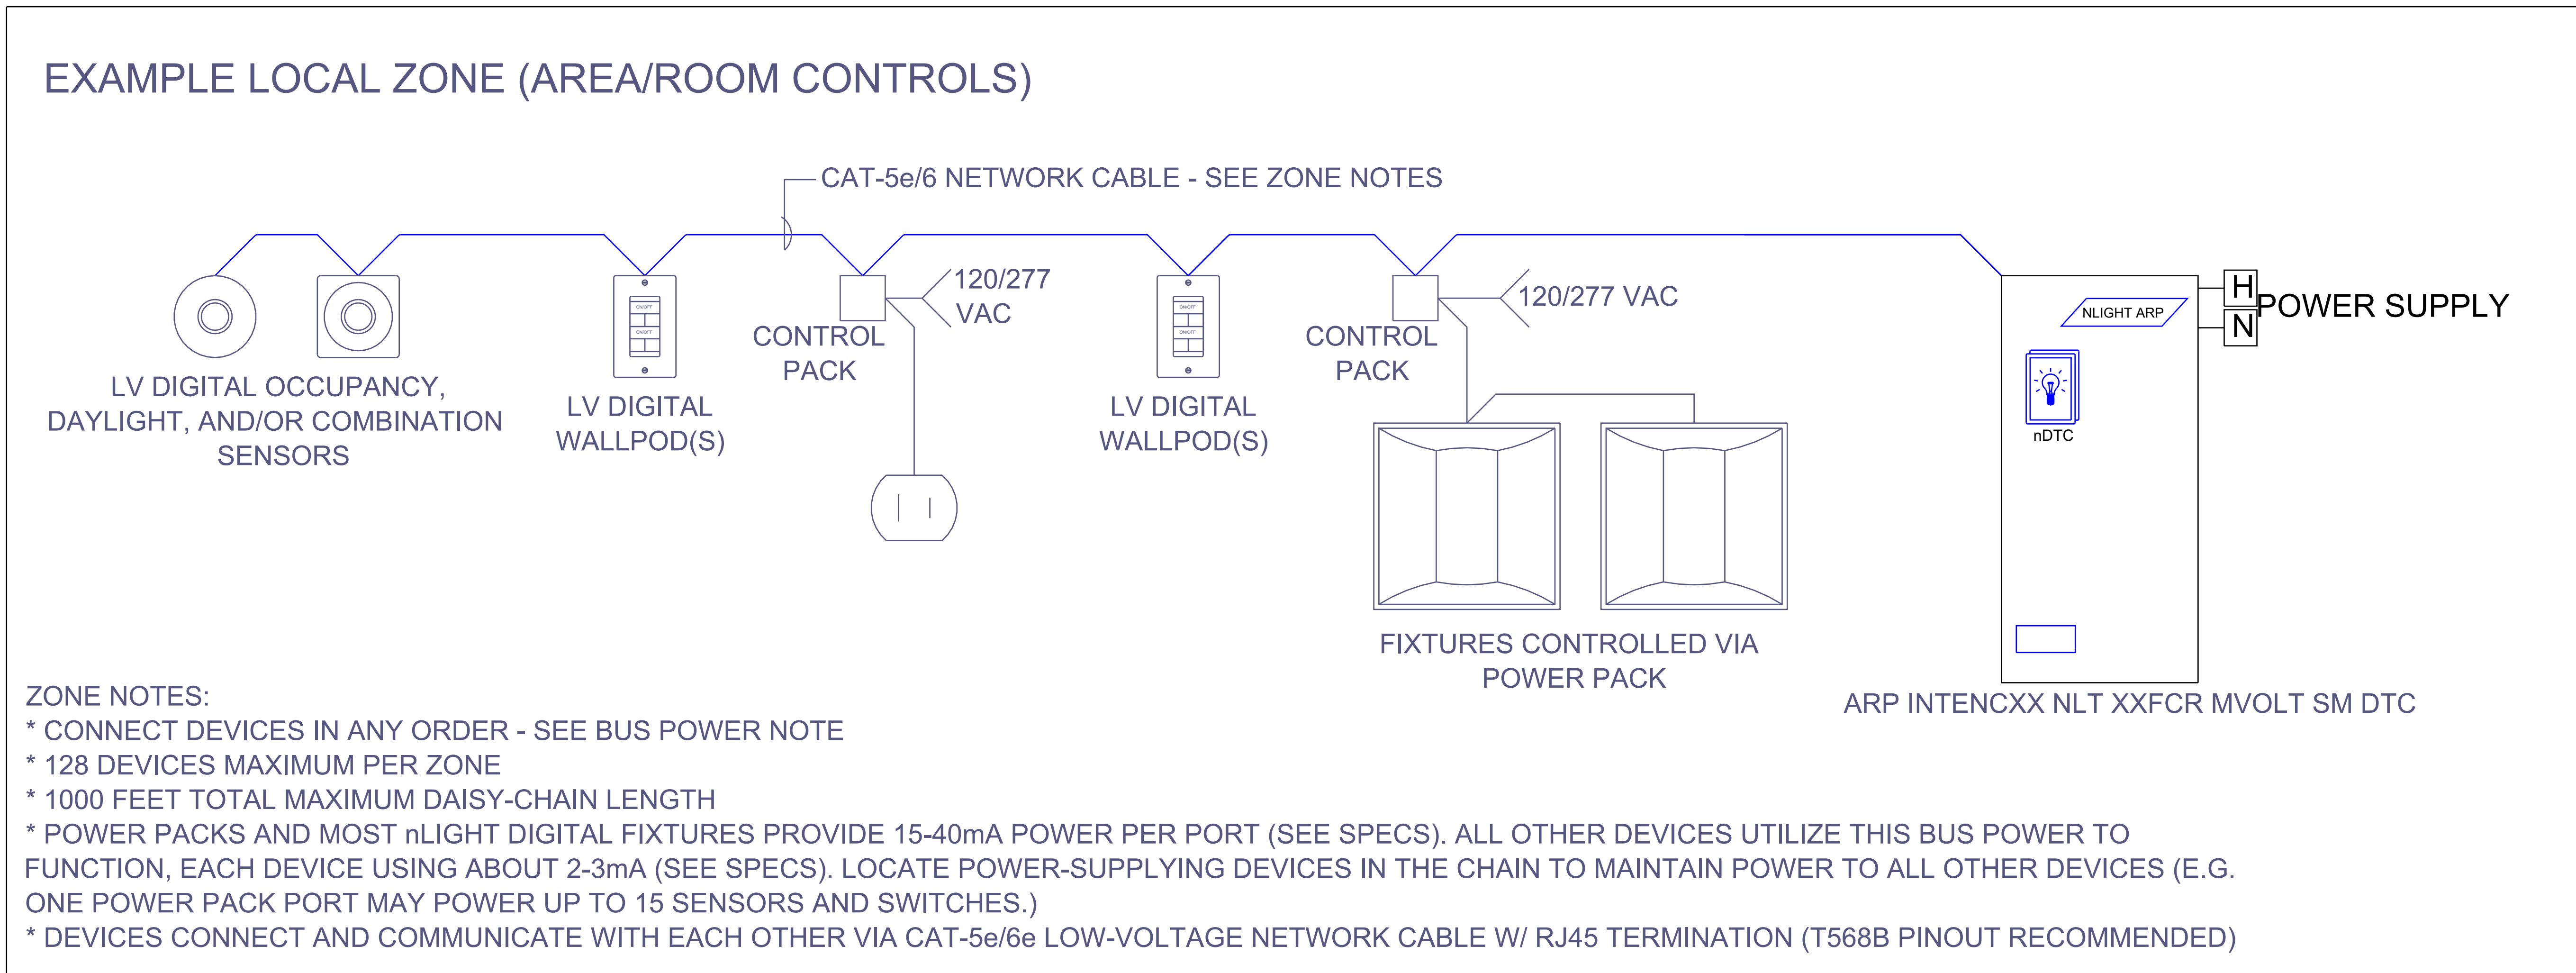 EXAMPLE LOCAL ZONE (AREA/ROOM CONTROLS)
CAT-5e/6 NETWORK CABLE - SEE ZONE NOTES
LV DIGITAL OCCUPANCY,
DAYLIGHT, AND/OR COMBINATION
SENSORS
ON/OFF
ON/OFF
LV DIGITAL
WALLPOD(S)
120/277
VAC
CONTROL
PACK
ON/OFF
ON/OFF
LV DIGITAL
WALLPOD(S)
120/277 VAC
CONTROL
PACK
FIXTURES CONTROLLED VIA
POWER PACK
NLIGHT ARP
nDTC
H
N
POWER SUPPLY
ARP INTENCXX NLT XXFCR MVOLT SM DTC
ZONE NOTES:
* CONNECT DEVICES IN ANY ORDER - SEE BUS POWER NOTE
* 128 DEVICES MAXIMUM PER ZONE
* 1000 FEET TOTAL MAXIMUM DAISY-CHAIN LENGTH
* POWER PACKS AND MOST nLIGHT DIGITAL FIXTURES PROVIDE 15-40mA POWER PER PORT (SEE SPECS). ALL OTHER DEVICES UTILIZE THIS BUS POWER TO
FUNCTION, EACH DEVICE USING ABOUT 2-3mA (SEE SPECS). LOCATE POWER-SUPPLYING DEVICES IN THE CHAIN TO MAINTAIN POWER TO ALL OTHER DEVICES (E.G.
ONE POWER PACK PORT MAY POWER UP TO 15 SENSORS AND SWITCHES.)
* DEVICES CONNECT AND COMMUNICATE WITH EACH OTHER VIA CAT-5e/6e LOW-VOLTAGE NETWORK CABLE W/ RJ45 TERMINATION (T568B PINOUT RECOMMENDED)